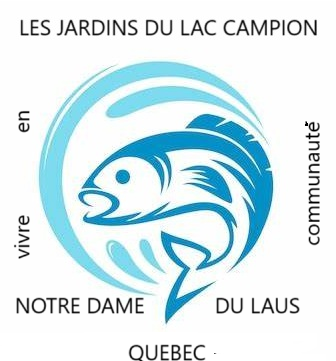 LES JARDINS DU LAC CAMPION
vivre en
communauté
NOTRE DAME DU LAUS
QUEBEC